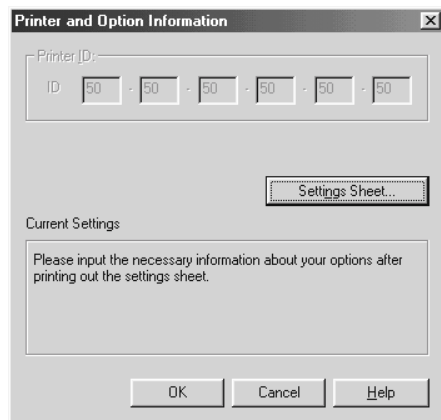 Printer and Option Information
Printer ID:
ID 50 - 50 - 50 - 50 - 50 - 50
Settings Sheet...
Current Settings
Please input the necessary information about your options after
printing out the settings sheet.
OK Cancel Help